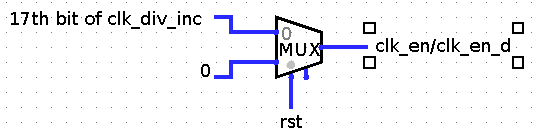 17th bit of clk_div_inc
0
MUX
clk_en/clk_en_d
0
rst